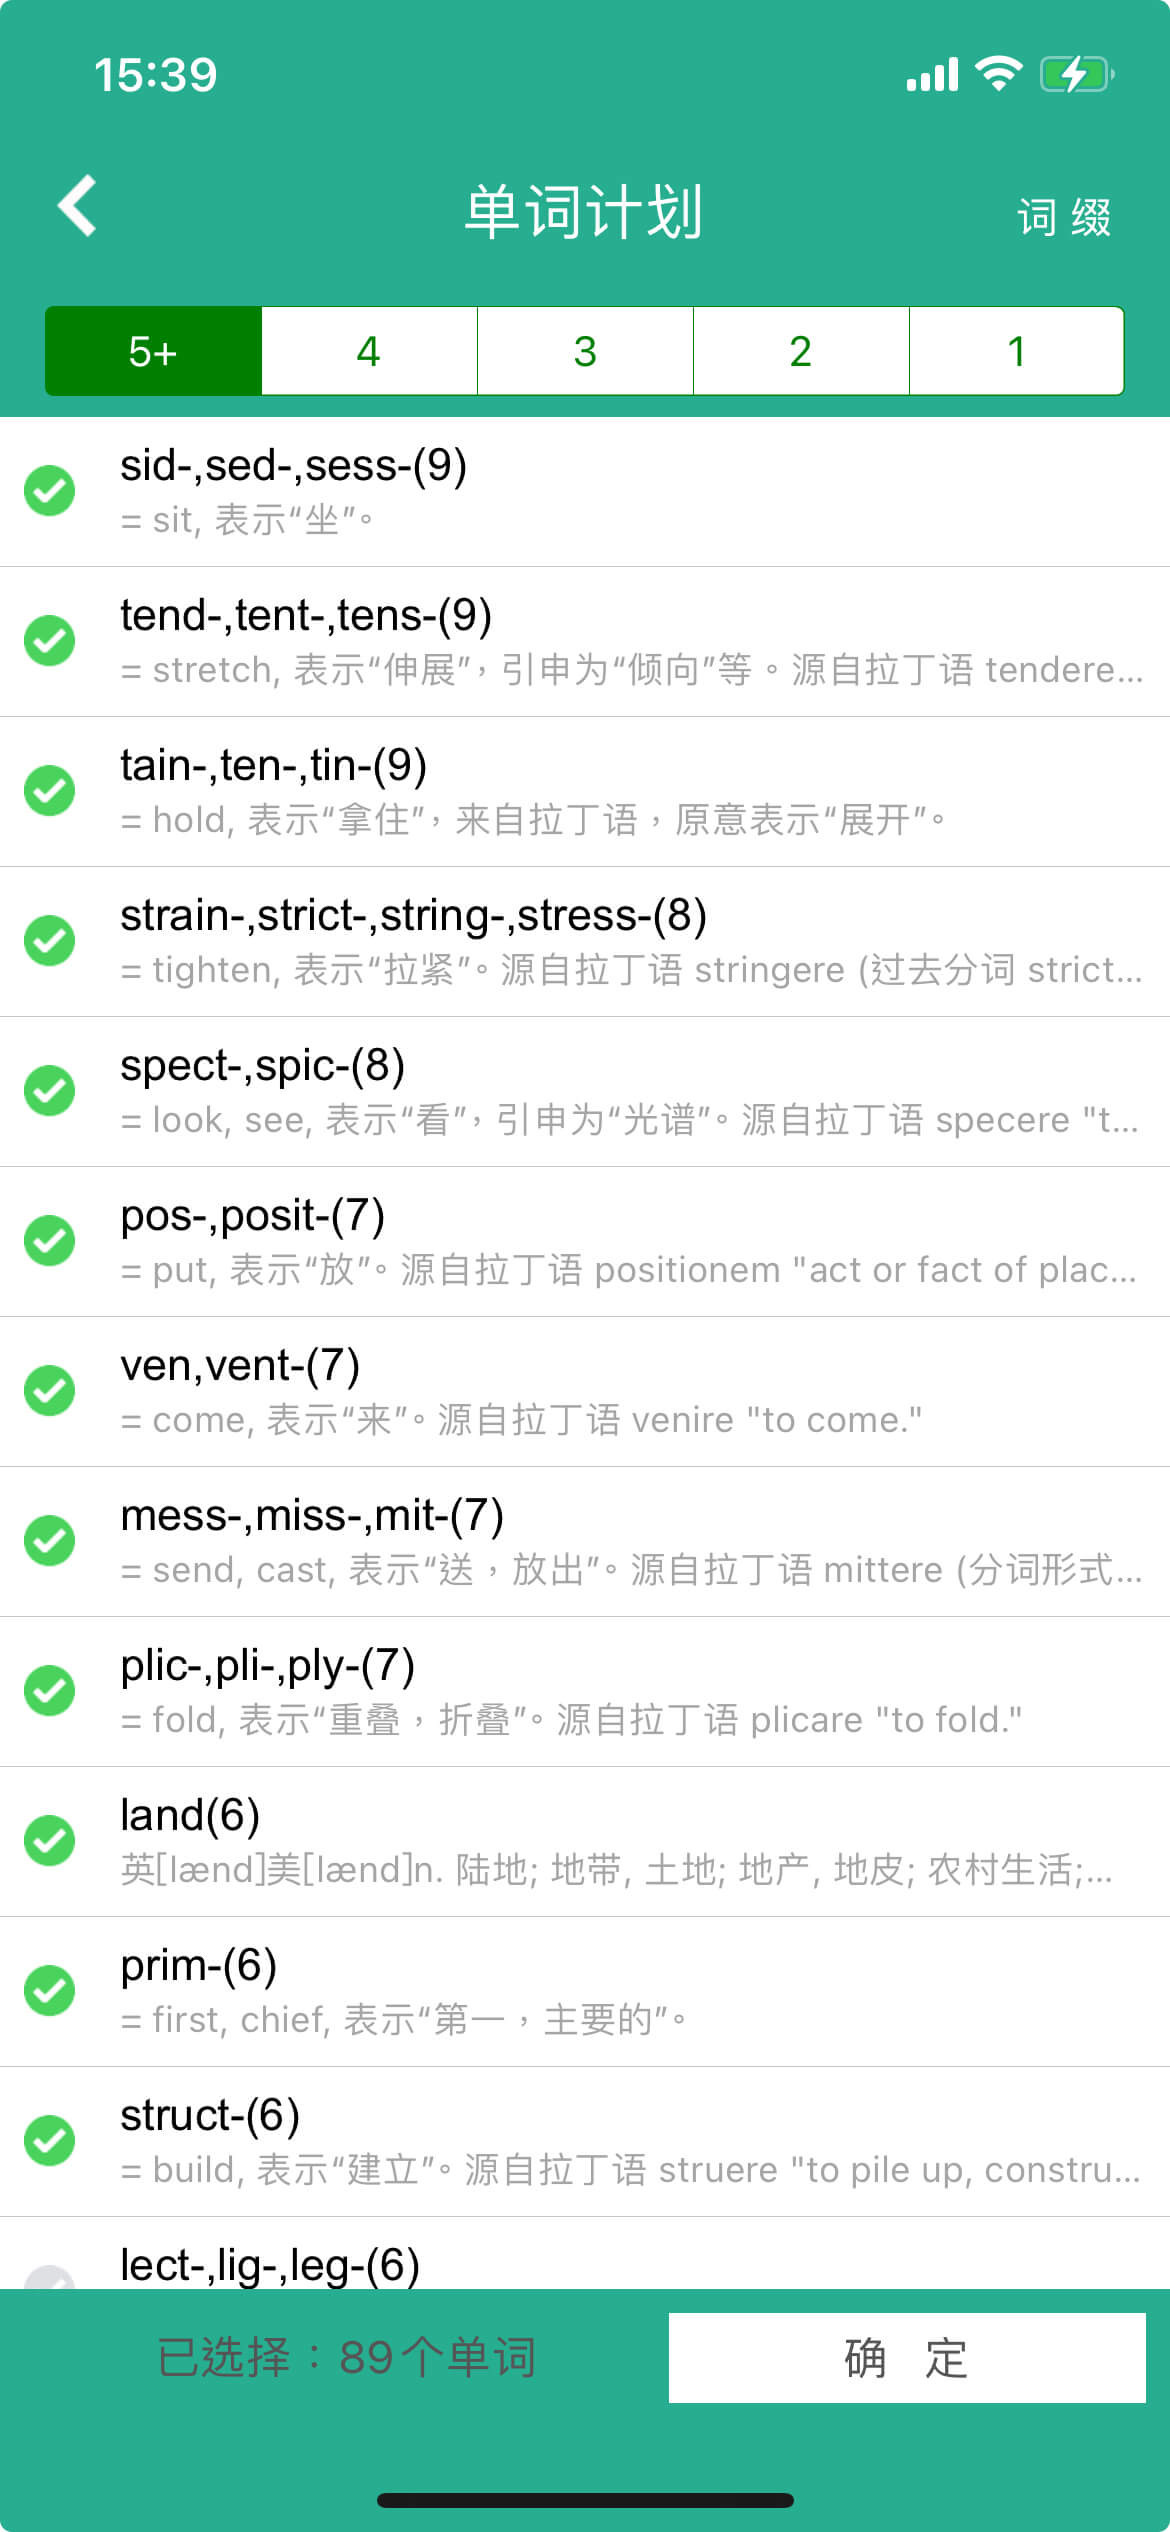 15:39
单词计划
词 缀
5+ 4 3 2 1
sid-,sed-,sess-(9)
= sit, 表示“坐”。
tend-,tent-,tens-(9)
= stretch, 表示“伸展”，引申为“倾向”等。源自拉丁语 tendere...
tain-,ten-,tin-(9)
= hold, 表示“拿住”，来自拉丁语，原意表示“展开”。
strain-,strict-,string-,stress-(8)
= tighten, 表示“拉紧”。源自拉丁语 stringere (过去分词 strict...
spect-,spic-(8)
= look, see, 表示“看”，引申为“光谱”。源自拉丁语 specere "t...
pos-,posit-(7)
= put, 表示“放”。源自拉丁语 positionem "act or fact of plac...
ven,vent-(7)
= come, 表示“来”。源自拉丁语 venire "to come."
mess-,miss-,mit-(7)
= send, cast, 表示“送，放出”。源自拉丁语 mittere (分词形式...
plic-,pli-,ply-(7)
= fold, 表示“重叠，折叠”。源自拉丁语 plicare "to fold."
land(6)
英[lænd]美[lænd]n. 陆地; 地带, 土地; 地产, 地皮; 农村生活;...
prim-(6)
= first, chief, 表示“第一，主要的”。
struct-(6)
= build, 表示“建立”。源自拉丁语 struere "to pile up, constru...
lect-,lig-,leg-(6)
已选择：89个单词
确 定